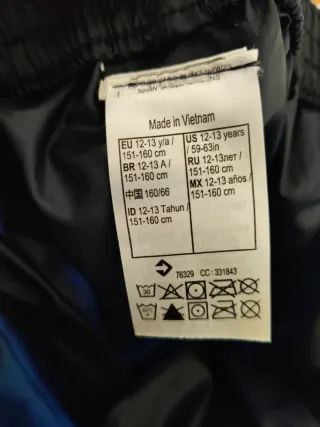 Made in Vietnam
EU 12-13 y/a /
151-160 cm
BR 12-13 A /
151-160 cm
中国 160/66
ID 12-13 Tahun /
151-160 cm
US 12-13 years
/ 59-63in
RU 12-13лет /
151-160 cm
MX 12-13 años /
151-160 cm
76329 CC:331843
30